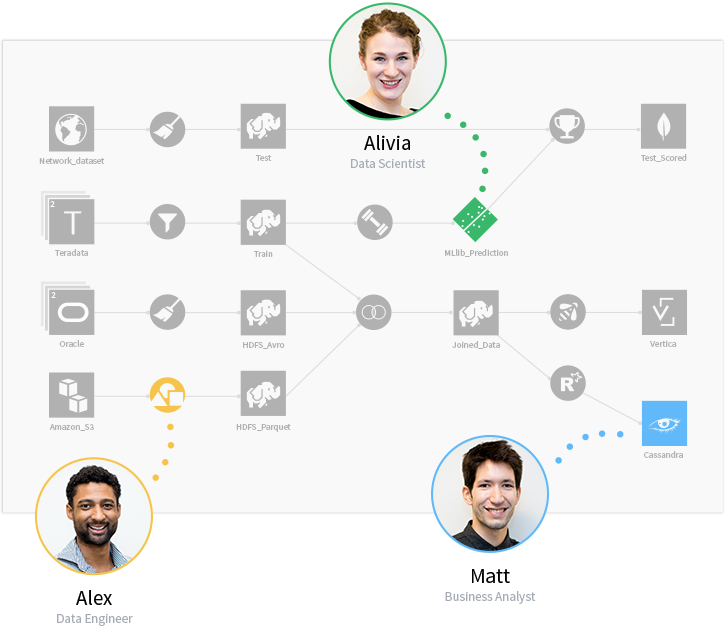 Alivia
Data Scientist
Network_dataset
Test
Test_Scored
2
T
Teradata
Train
MLlib_Prediction
2
Oracle
HDFS_Avro
Joined_Data
Vertica
R
Amazon_S3
HDFS_Parquet
Cassandra
Matt
Business Analyst
Alex
Data Engineer